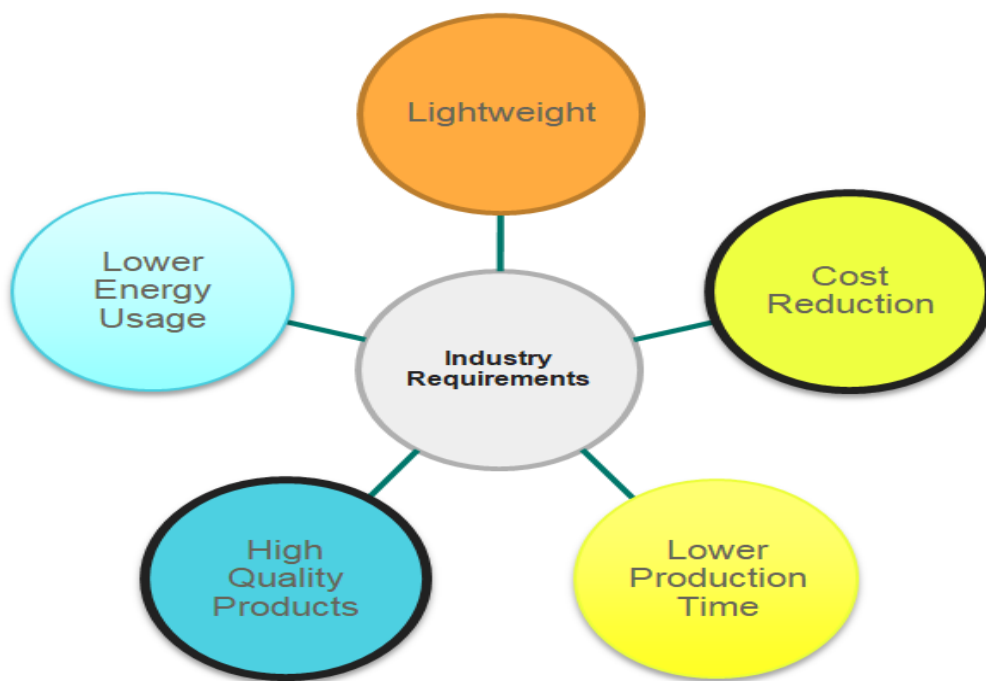 Lightweight
Lower
Energy
Usage
Cost
Reduction
Industry
Requirements
High
Quality
Products
Lower
Production
Time